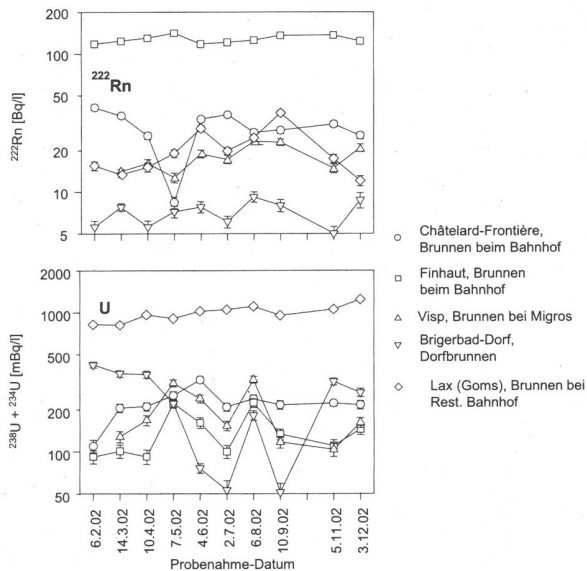 200
100
50
20
10
5
²²²Rn [Bq/l]
²²²Rn
2000
1000
500
200
100
50
²³⁸U + ²³⁴U [mBq/l]
U
6.2.02
14.3.02
10.4.02
7.5.02
4.6.02
2.7.02
6.8.02
10.9.02
5.11.02
3.12.02
Probenahme-Datum
Châtelard-Frontière,
Brunnen beim Bahnhof
Finhaut, Brunnen
beim Bahnhof
Visp, Brunnen bei Migros
Brigerbad-Dorf,
Dorfbrunnen
Lax (Goms), Brunnen bei
Rest. Bahnhof